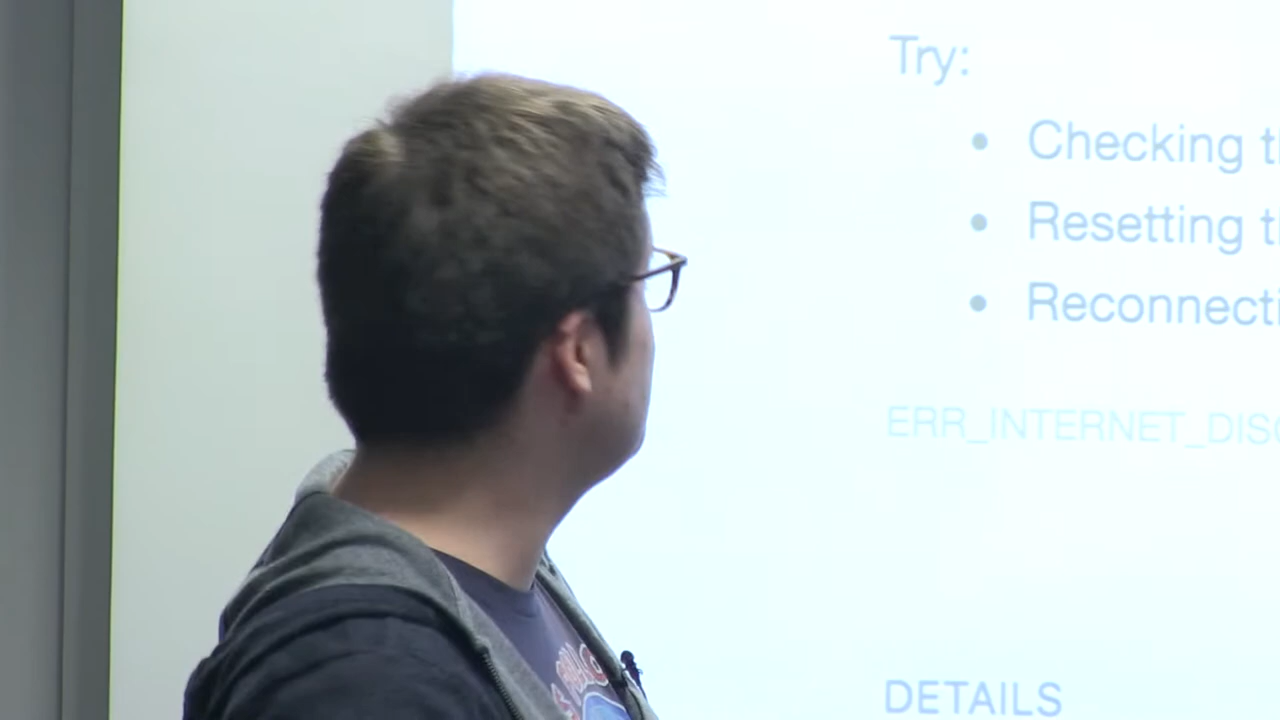 Try:
• Checking
• Resetting
• Reconnecti
ERR_INTERNET_DISC
DETAILS